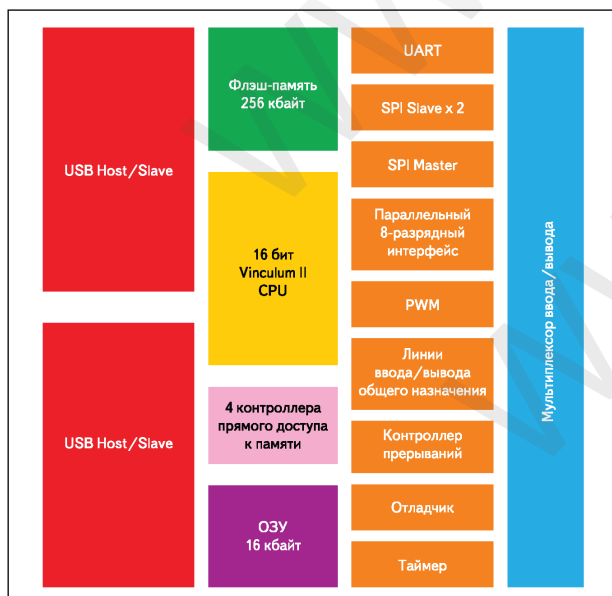 USB Host/Slave
USB Host/Slave
Флэш-память
256 кбайт
16 бит
Vinculum II
CPU
4 контроллера
прямого доступа
к памяти
ОЗУ
16 кбайт
UART
SPI Slave x 2
SPI Master
Параллельный
8-разрядный
интерфейс
PWM
Линии
ввода/вывода
общего назначения
Контроллер
прерываний
Отладчик
Таймер
Мультиплексор ввода/вывода